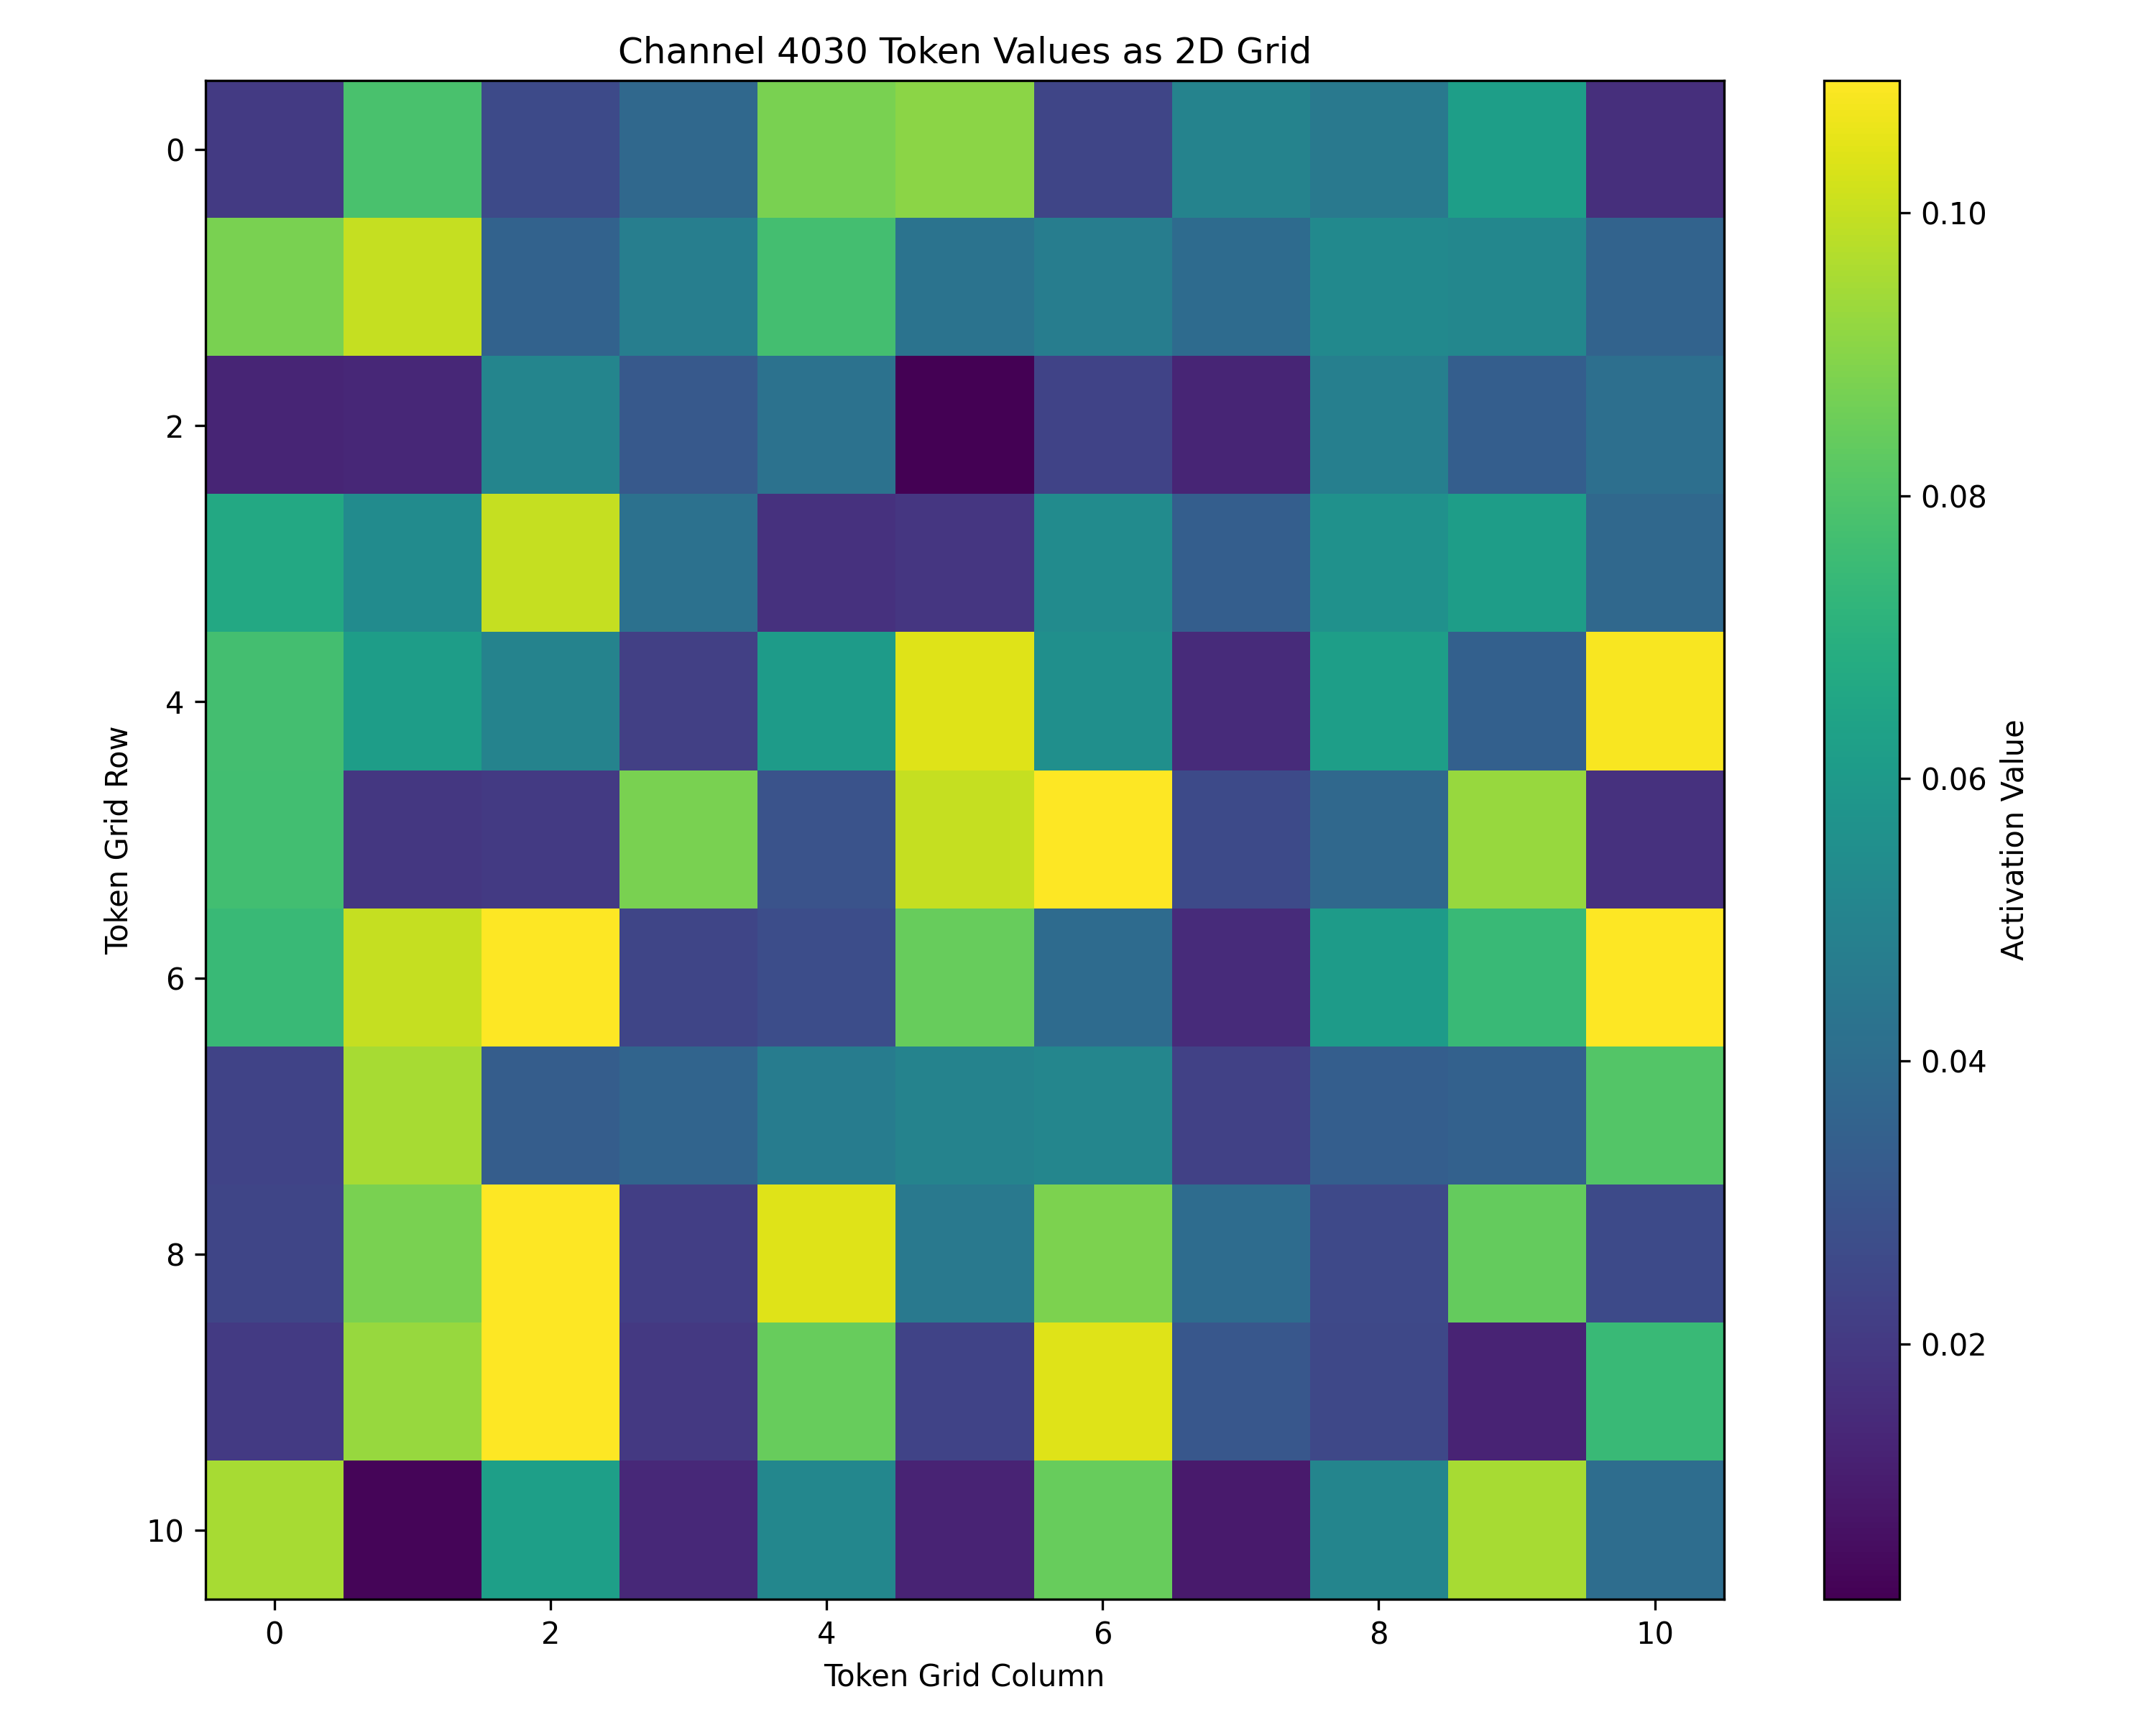 Channel 4030 Token Values as 2D Grid
0
2
4
6
8
10
Token Grid Row
0 2 4 6 8 10
Token Grid Column
0.10
0.08
0.06
0.04
0.02
Activation Value